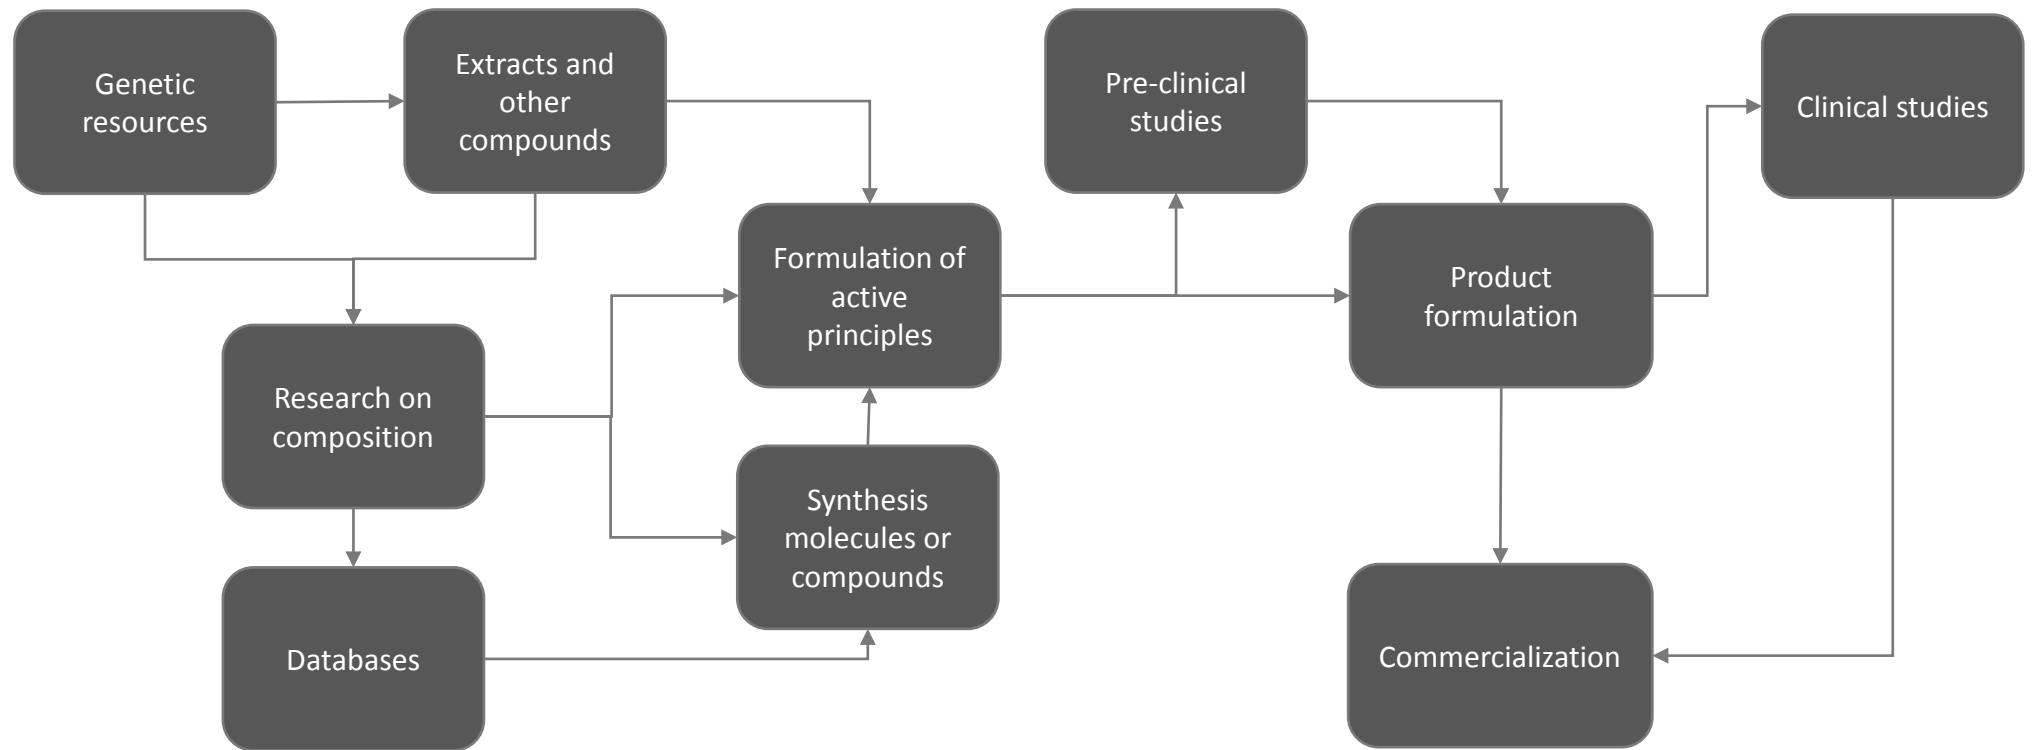 Genetic
resources
Extracts and
other
compounds
Pre-clinical
studies
Clinical studies
Formulation of
active
principles
Product
formulation
Research on
composition
Synthesis
molecules or
compounds
Databases
Commercialization